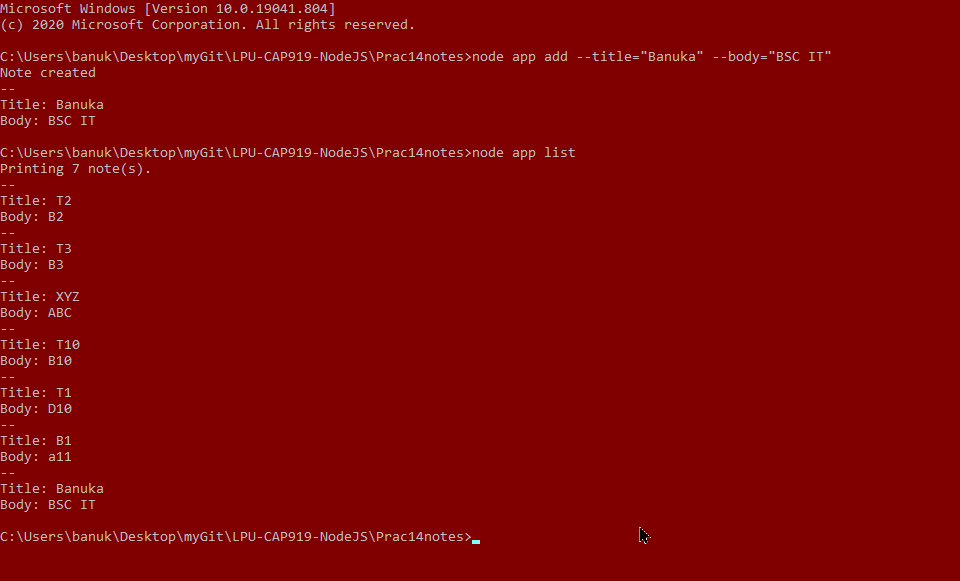 Microsoft Windows [Version 10.0.19041.804]
(c) 2020 Microsoft Corporation. All rights reserved.
C:\Users\banuk\Desktop\myGit\LPU-CAP919-NodeJS\Prac14notes>node app add --title="Banuka" --body="BSC IT"
Note created
--
Title: Banuka
Body: BSC IT
C:\Users\banuk\Desktop\myGit\LPU-CAP919-NodeJS\Prac14notes>node app list
Printing 7 note(s).
--
Title: T2
Body: B2
--
Title: T3
Body: B3
--
Title: XYZ
Body: ABC
--
Title: T10
Body: B10
--
Title: T1
Body: D10
--
Title: B1
Body: a11
--
Title: Banuka
Body: BSC IT
C:\Users\banuk\Desktop\myGit\LPU-CAP919-NodeJS\Prac14notes>